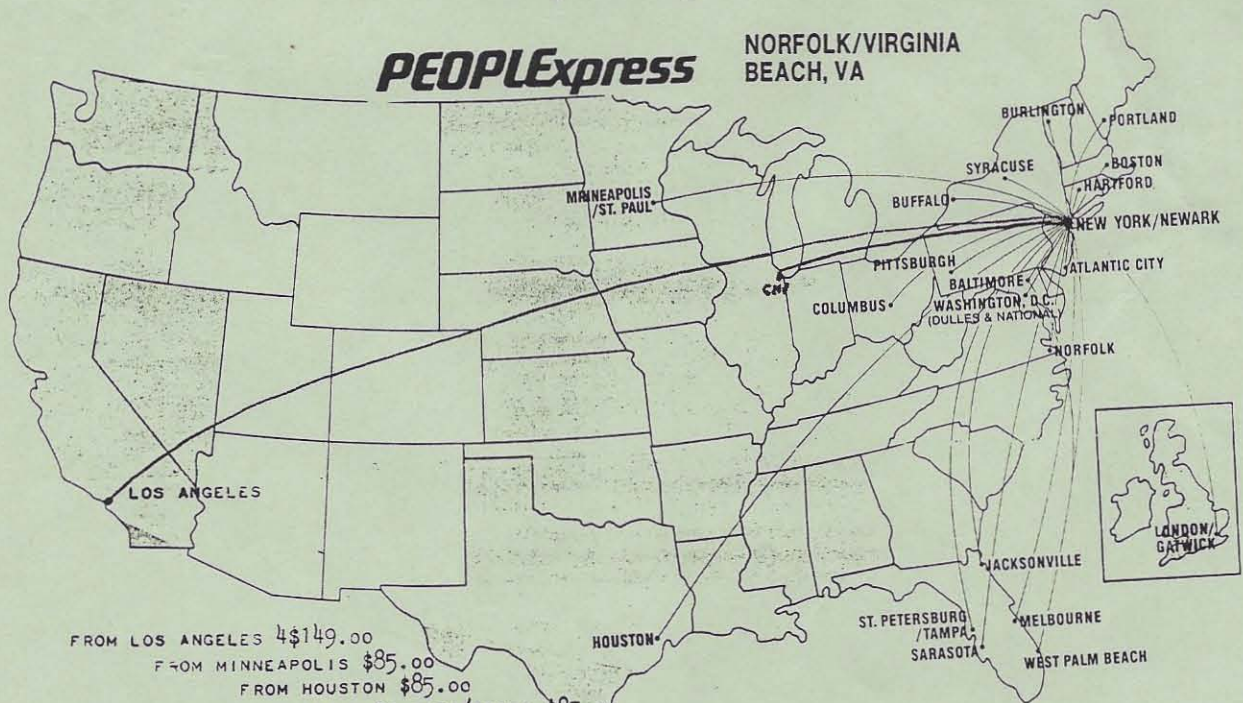 PEOPLExpress
NORFOLK/VIRGINIA
BEACH, VA
BURLINGTON
PORTLAND
SYRACUSE
BOSTON
HARTFORD
BUFFALO
MRINEAPOLIS
/ST. PAUL
NEW YORK/NEWARK
PITTSBURGH
ATLANTIC CITY
BALTIMORE
CHI
COLUMBUS
WASHINGTON, D.C.
(DULLES & NATIONAL)
NORFOLK
LOS ANGELES
LONDON/
GATWICK
JACKSONVILLE
ST. PETERSBURG
/TAMPA
MELBOURNE
SARASOTA
WEST PALM BEACH
HOUSTON
FROM LOS ANGELES 4$149.00
FROM MINNEAPOLIS $85.00
FROM HOUSTON $85.00